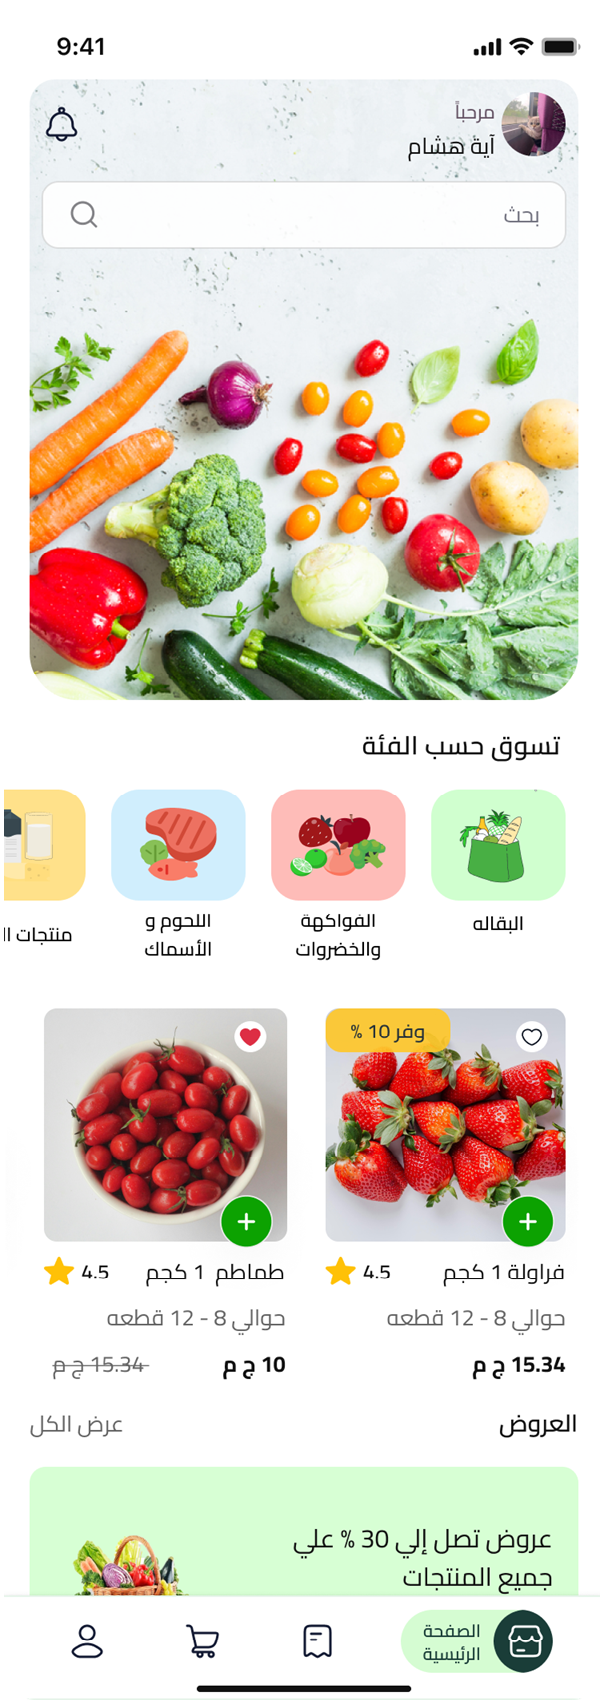 9:41
مرحباً
آية هشام
بحث
تسوق حسب الفئة
البقاله
الفواكهة
والخضروات
اللحوم و
الأسماك
منتجات ال
وفر 10 %
فراولة 1 كجم
4.5
حوالي 8 - 12 قطعه
15.34 ج م
طماطم 1 كجم
4.5
حوالي 8 - 12 قطعه
10 ج م
15.34 ج م
العروض
عرض الكل
عروض تصل إلي 30 % علي
جميع المنتجات
الصفحة
الرئيسية